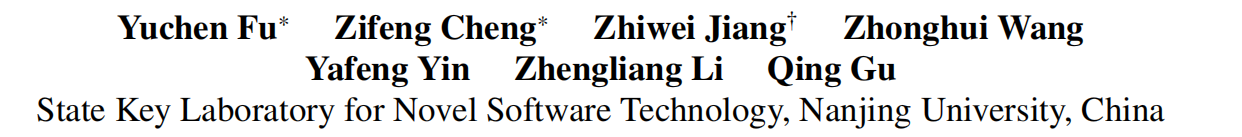 Yuchen Fu* Zifeng Cheng* Zhiwei Jiang† Zhonghui Wang
Yafeng Yin Zhengliang Li Qing Gu
State Key Laboratory for Novel Software Technology, Nanjing University, China